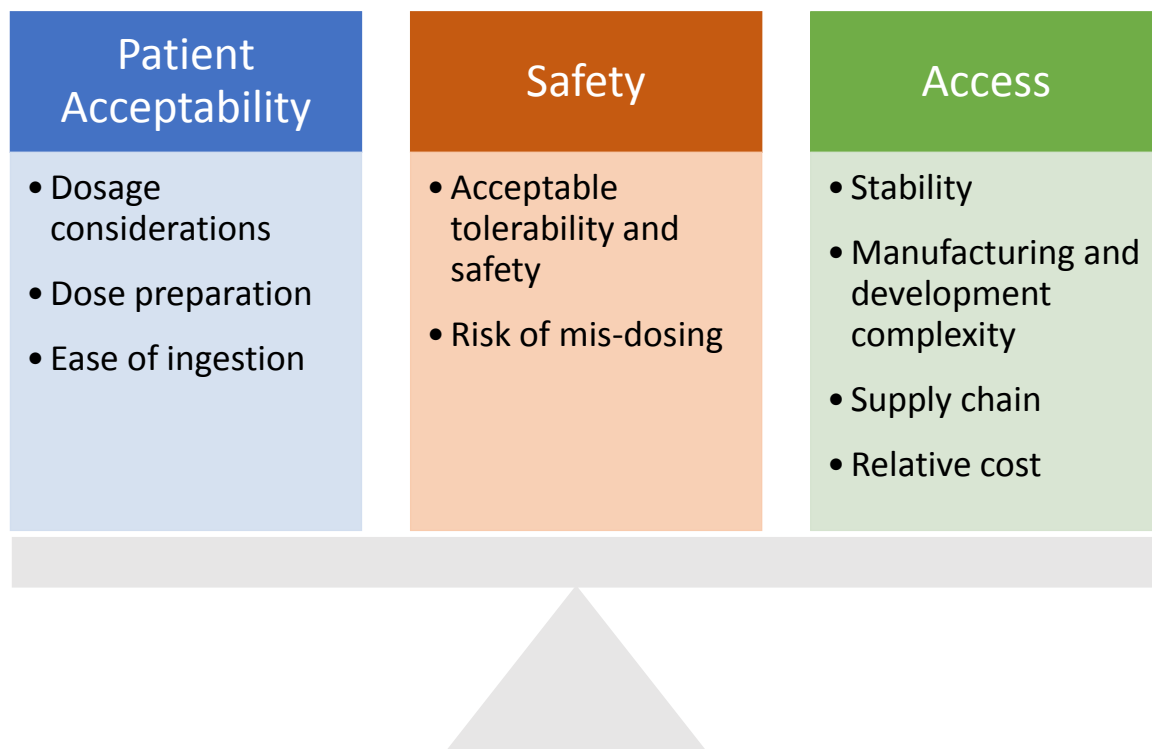 Patient
Acceptability
• Dosage
considerations
• Dose preparation
• Ease of ingestion
Safety
• Acceptable
tolerability and
safety
• Risk of mis-dosing
Access
• Stability
• Manufacturing and
development
complexity
• Supply chain
• Relative cost